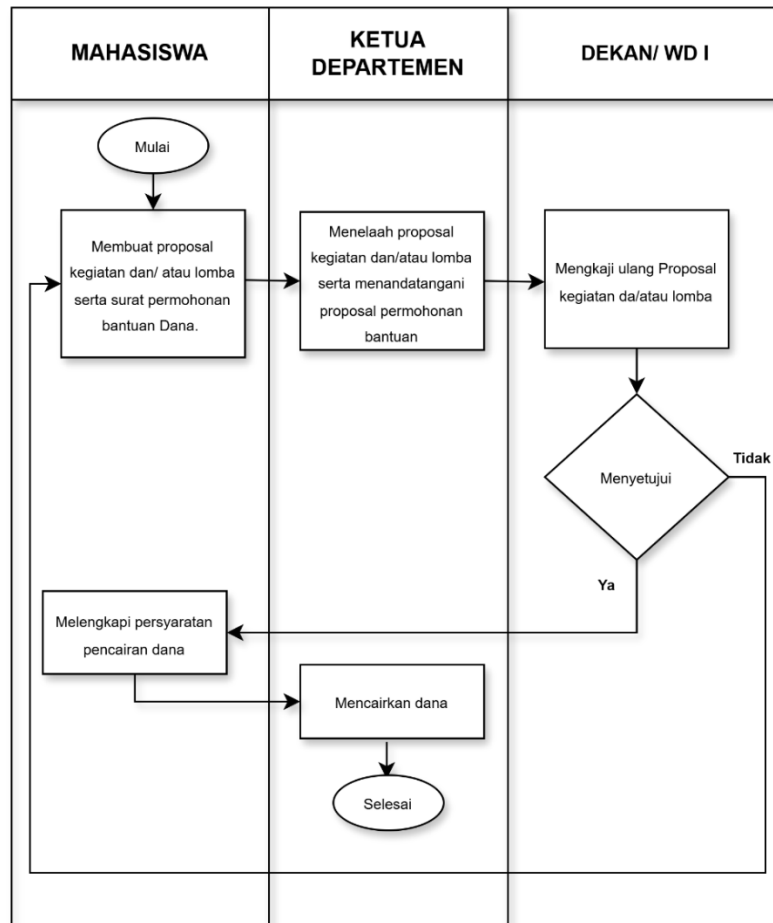 MAHASISWA
KETUA
DEPARTEMEN
DEKAN/ WD I
Mulai
Membuat proposal
kegiatan dan/ atau lomba
serta surat permohonan
bantuan Dana.
Menelaah proposal
kegiatan dan/atau lomba
serta menandatangani
proposal permohonan
bantuan
Mengkaji ulang Proposal
kegiatan da/atau lomba
Menyetujui
Tidak
Ya
Melengkapi persyaratan
pencairan dana
Mencairkan dana
Selesai